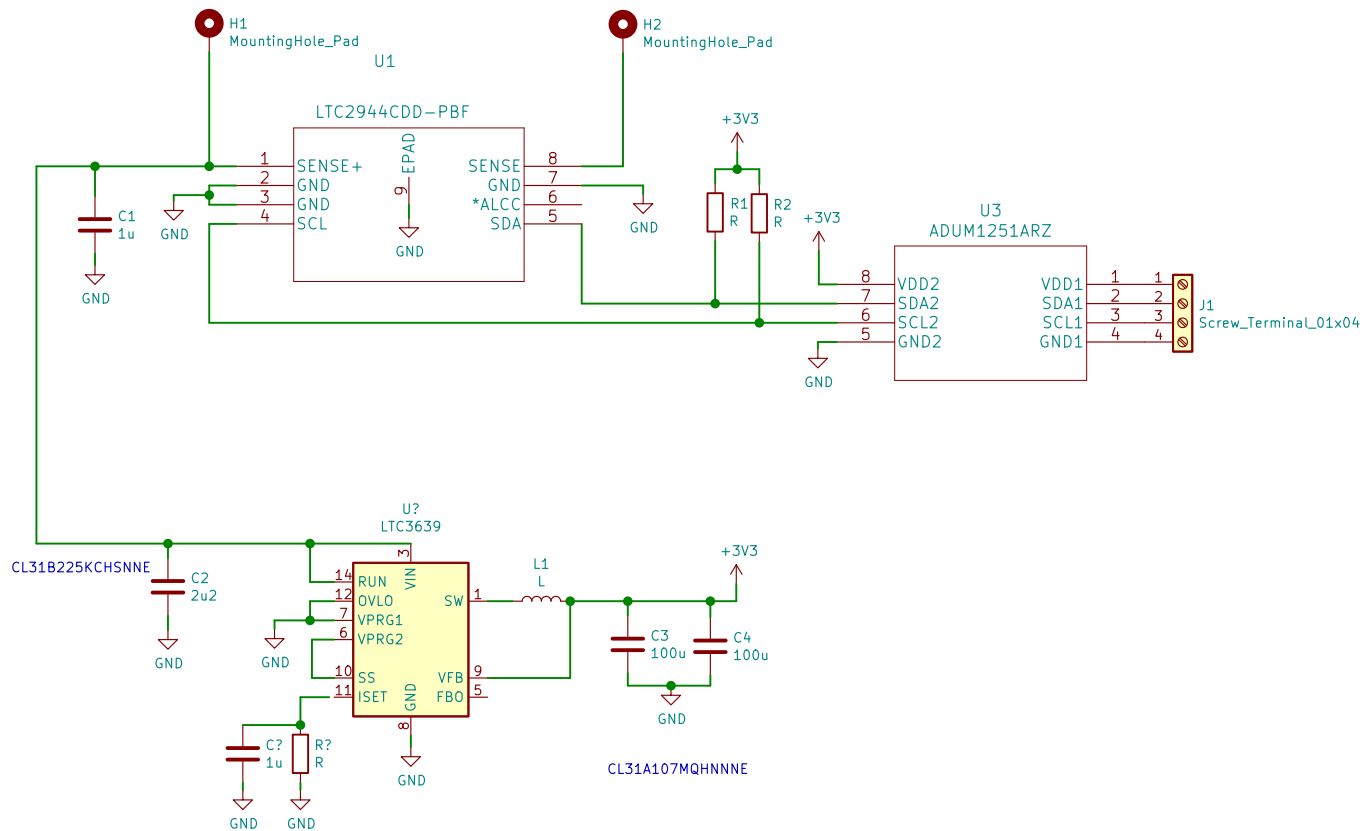 H1
MountingHole_Pad
H2
MountingHole_Pad
U1
LTC2944CDD-PBF
1 SENSE+
2 GND
3 GND
4 SCL
EPAD
9
GND
SENSE 8
GND 7
*ALCC 6
SDA 5
GND
GND
C1
1u
GND
+3V3
R1
R
R2
R
+3V3
U3
ADUM1251ARZ
8 VDD2
7 SDA2
6 SCL2
5 GND2
VDD1 1
SDA1 2
SCL1 3
GND1 4
1
2
3
4
J1
Screw_Terminal_01x04
GND
U?
LTC3639
3
VIN
14 RUN
12 OVLO
7 VPRG1
6 VPRG2
10 SS
11 ISET
SW 1
VFB 9
FBO 5
GND
8
GND
CL31B225KCHSNNE
C2
2u2
GND
GND
L1
L
+3V3
C3
100u
C4
100u
GND
C?
1u
R?
R
GND
GND
CL31A107MQHNNNE